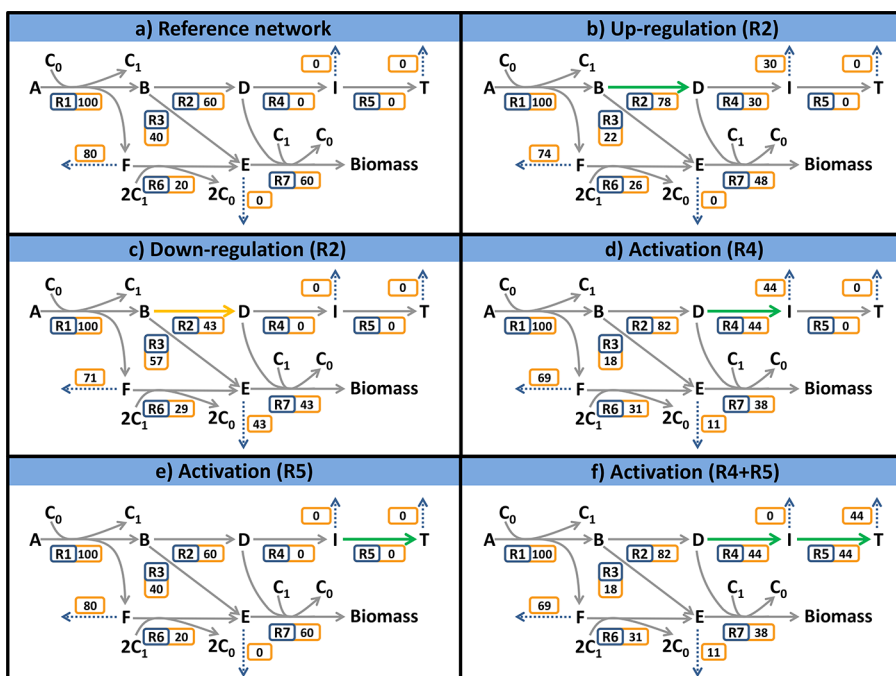 a) Reference network
C0 C1 0 0
A B D I T
R1 100 R2 60 R4 0 R5 0
R3
40
C1 C0
80 F E Biomass
2C1 R6 20 2C0 R7 60
0
b) Up-regulation (R2)
C0 C1 30 0
A B D I T
R1 100 R2 78 R4 30 R5 0
R3
22
C1 C0
74 F E Biomass
2C1 R6 26 2C0 R7 48
0
c) Down-regulation (R2)
C0 C1 0 0
A B D I T
R1 100 R2 43 R4 0 R5 0
R3
57
C1 C0
71 F E Biomass
2C1 R6 29 2C0 R7 43
43
d) Activation (R4)
C0 C1 44 0
A B D I T
R1 100 R2 82 R4 44 R5 0
R3
18
C1 C0
69 F E Biomass
2C1 R6 31 2C0 R7 38
11
e) Activation (R5)
C0 C1 0 0
A B D I T
R1 100 R2 60 R4 0 R5 0
R3
40
C1 C0
80 F E Biomass
2C1 R6 20 2C0 R7 60
0
f) Activation (R4+R5)
C0 C1 0 44
A B D I T
R1 100 R2 82 R4 44 R5 44
R3
18
C1 C0
69 F E Biomass
2C1 R6 31 2C0 R7 38
11